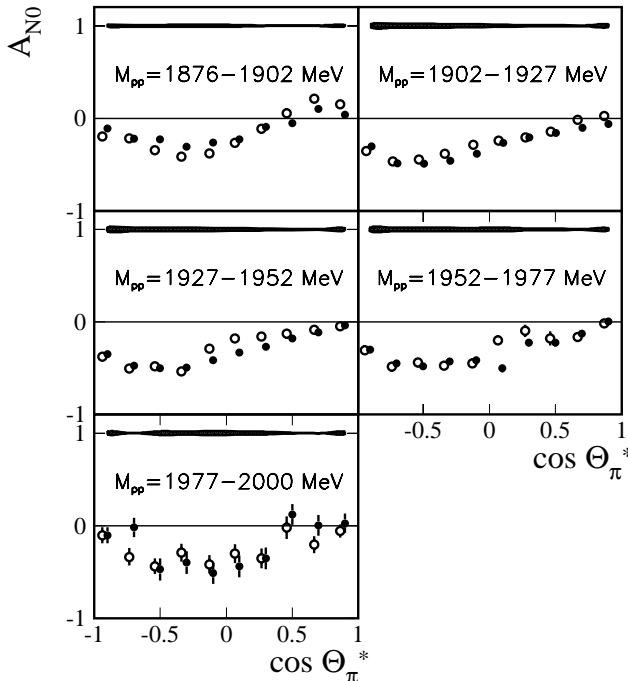 A_N0
1
M_pp=1876−1902 MeV
M_pp=1902−1927 MeV
0
-1
1
M_pp=1927−1952 MeV
M_pp=1952−1977 MeV
0
-1
-0.5 0 0.5 1
cos Θ_π*
1
M_pp=1977−2000 MeV
0
-1
-1 -0.5 0 0.5 1
cos Θ_π*